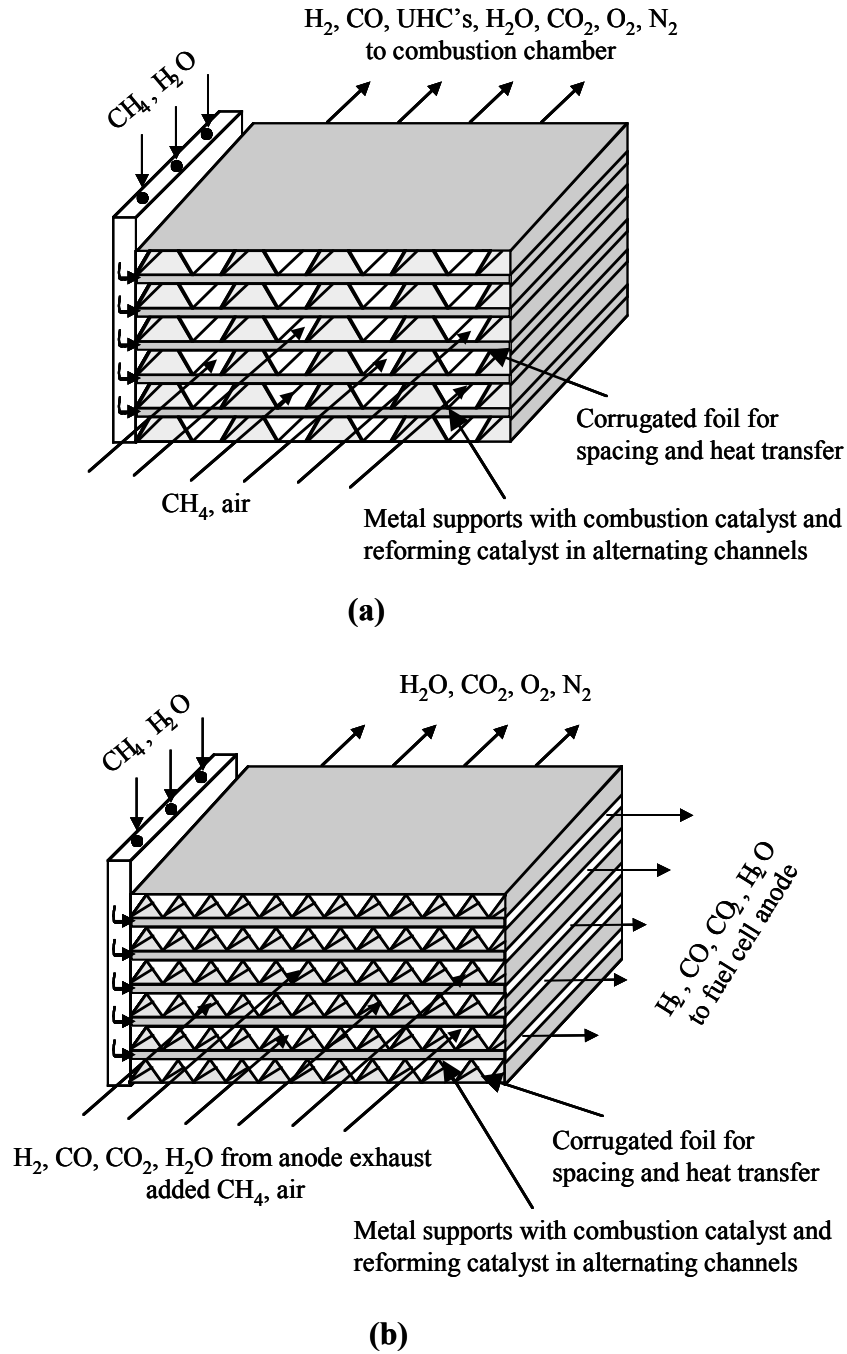 H₂, CO, UHC's, H₂O, CO₂, O₂, N₂
to combustion chamber
CH₄, H₂O
Corrugated foil for
spacing and heat transfer
CH₄, air
Metal supports with combustion catalyst and
reforming catalyst in alternating channels
(a)
H₂O, CO₂, O₂, N₂
CH₄, H₂O
H₂, CO, CO₂, H₂O
to fuel cell anode
H₂, CO, CO₂, H₂O from anode exhaust
added CH₄, air
Corrugated foil for
spacing and heat transfer
Metal supports with combustion catalyst and
reforming catalyst in alternating channels
(b)